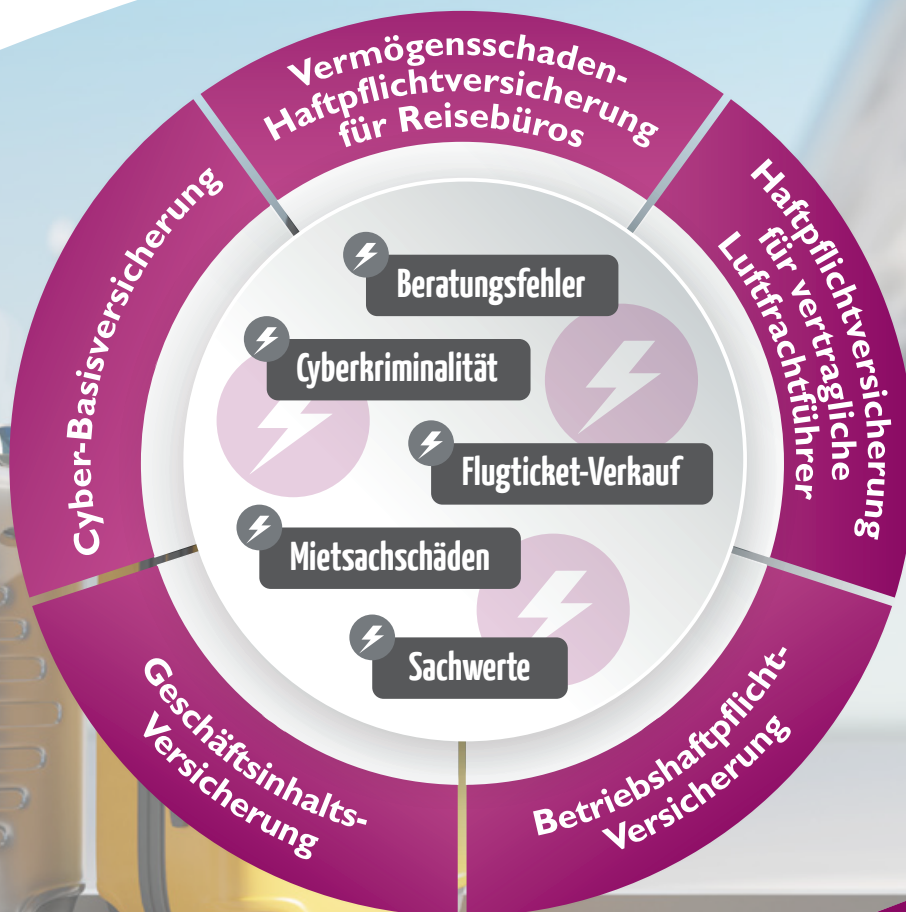 Vermögensschaden-
Haftpflichtversicherung
für Reisebüros
Haftpflichtversicherung
für vertragliche
Luftfrachtführer
Betriebshaftpflicht-
Versicherung
Geschäftsinhalts-
Versicherung
Cyber-Basisversicherung
Beratungsfehler
Cyberkriminalität
Flugticket-Verkauf
Mietsachschäden
Sachwerte